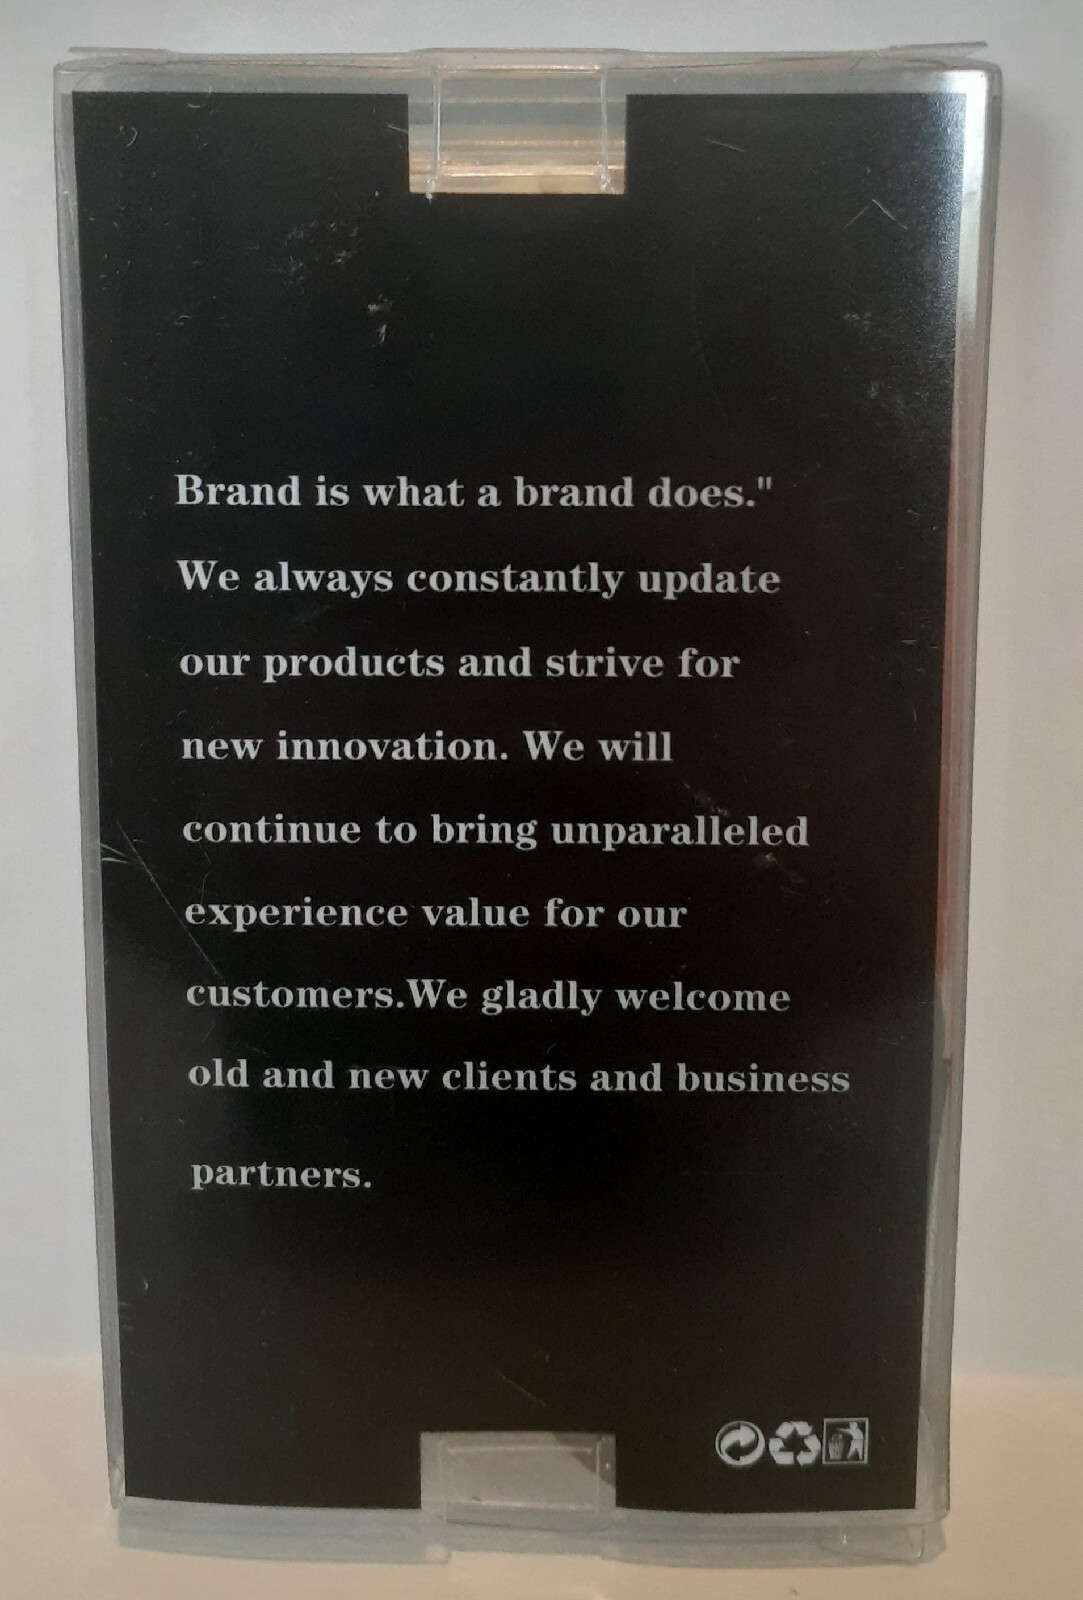 Brand is what a brand does."
We always constantly update
our products and strive for
new innovation. We will
continue to bring unparalleled
experience value for our
customers.We gladly welcome
old and new clients and business
partners.